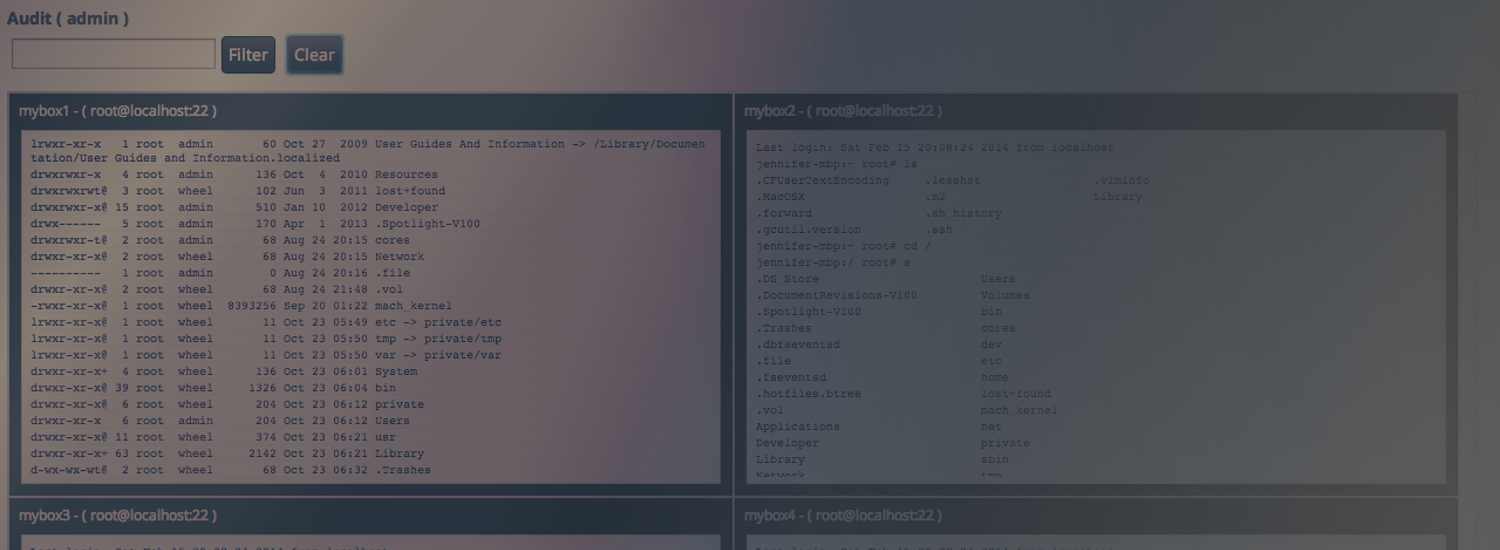 Audit ( admin )
Filter Clear
mybox1 - ( root@localhost:22 )
lrwxr-xr-x 1 root admin 60 Oct 27 2009 User Guides And Information -> /Library/Documen
tation/User Guides and Information.localized
drwxrwxr-x 4 root admin 136 Oct 4 2010 Resources
drwxrwxrwt@ 3 root wheel 102 Jun 3 2011 lost+found
drwxrwxr-x@ 15 root admin 510 Jan 10 2012 Developer
drwx------ 5 root admin 170 Apr 1 2013 .Spotlight-V100
drwxrwxr-t@ 2 root admin 68 Aug 24 20:15 cores
drwxr-xr-x@ 2 root wheel 68 Aug 24 20:15 Network
---------- 1 root admin 0 Aug 24 20:16 .file
drwxr-xr-x@ 2 root wheel 68 Aug 24 21:48 .vol
-rwxr-xr-x@ 1 root wheel 8393256 Sep 20 01:22 mach_kernel
lrwxr-xr-x@ 1 root wheel 11 Oct 23 05:49 etc -> private/etc
lrwxr-xr-x@ 1 root wheel 11 Oct 23 05:50 tmp -> private/tmp
lrwxr-xr-x@ 1 root wheel 11 Oct 23 05:50 var -> private/var
drwxr-xr-x+ 4 root wheel 136 Oct 23 06:01 System
drwxr-xr-x@ 39 root wheel 1326 Oct 23 06:04 bin
drwxr-xr-x@ 6 root wheel 204 Oct 23 06:12 private
drwxr-xr-x 6 root admin 204 Oct 23 06:12 Users
drwxr-xr-x@ 11 root wheel 374 Oct 23 06:21 usr
drwxr-xr-x+ 63 root wheel 2142 Oct 23 06:21 Library
d-wx-wx-wt@ 2 root wheel 68 Oct 23 06:32 .Trashes
mybox2 - ( root@localhost:22 )
Last login: Sat Feb 15 20:08:24 2014 from localhost
jennifer-mbp:~ root# ls
.CFUserTextEncoding .lesshst .viminfo
.MacOSX .m2 Library
.forward .sh_history
.gcutil.version .ssh
jennifer-mbp:~ root# cd /
jennifer-mbp:/ root# s
.DS Store Users
.DocumentRevisions-V100 Volumes
.Spotlight-V100 bin
.Trashes cores
.dbfseventsd dev
.file etc
.fseventsd home
.hotfiles.btree lost-found
.vol mach_kernel
Applications net
Developer private
Library sbin
Network tmp
mybox3 - ( root@localhost:22 )
mybox4 - ( root@localhost:22 )